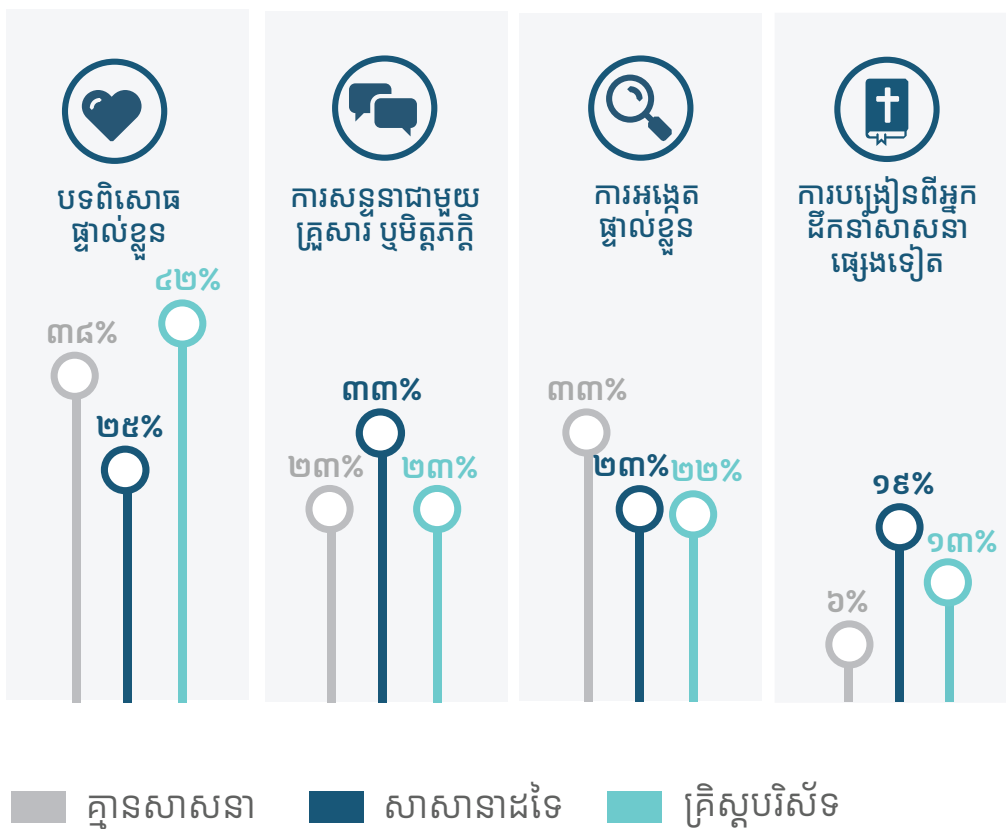 បទពិសោធ
ផ្ទាល់ខ្លួន
៣៨%
២៥%
៤២%
ការសន្ទនាជាមួយ
គ្រួសារ ឬមិត្តភក្តិ
២៣%
៣៣%
២៣%
ការអង្កេត
ផ្ទាល់ខ្លួន
៣៣%
២៣%
២២%
ការបង្រៀនពីអ្នក
ដឹកនាំសាសនា
ផ្សេងទៀត
៦%
១៩%
១៣%
គ្មានសាសនា
សាសានាដទៃ
គ្រិស្តបរិស័ទ